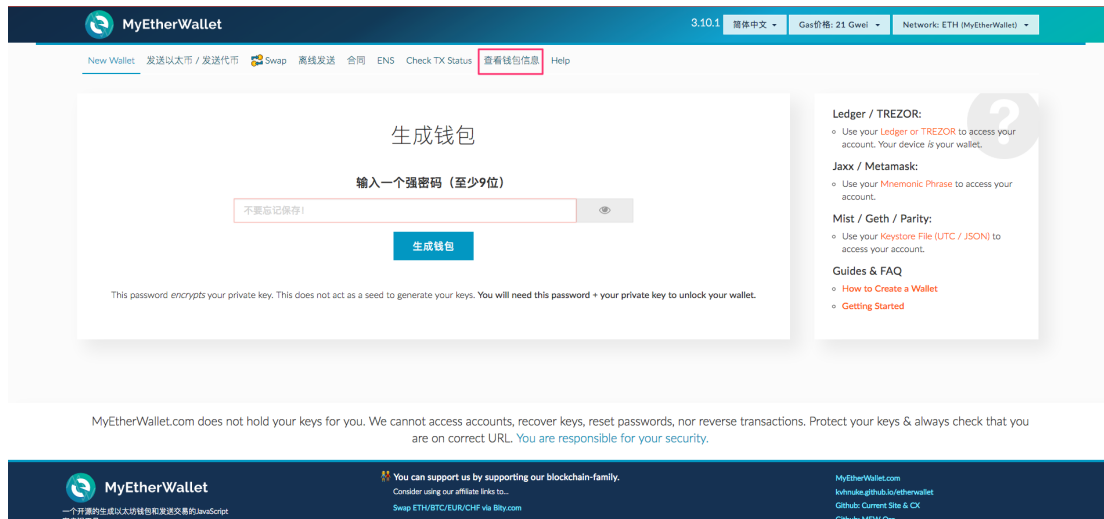 MyEtherWallet
3.10.1 简体中文 Gas价格: 21 Gwei Network: ETH (MyEtherWallet)
New Wallet 发送以太币 / 发送代币 Swap 离线发送 合同 ENS Check TX Status 查看钱包信息 Help
生成钱包
输入一个强密码（至少9位）
不要忘记保存!
生成钱包
This password encrypts your private key. This does not act as a seed to generate your keys. You will need this password + your private key to unlock your wallet.
?
Ledger / TREZOR:
Use your Ledger or TREZOR to access your
account. Your device is your wallet.
Jaxx / Metamask:
Use your Mnemonic Phrase to access your
account.
Mist / Geth / Parity:
Use your Keystore File (UTC / JSON) to
access your account.
Guides & FAQ
How to Create a Wallet
Getting Started
MyEtherWallet.com does not hold your keys for you. We cannot access accounts, recover keys, reset passwords, nor reverse transactions. Protect your keys & always check that you
are on correct URL. You are responsible for your security.
MyEtherWallet
一个开源的生成以太坊钱包和发送交易的JavaScript
You can support us by supporting our blockchain-family.
Consider using our affiliate links to...
Swap ETH/BTC/EUR/CHF via Bity.com
MyEtherWallet.com
kvhnuke.github.io/etherwallet
Github: Current Site & CX